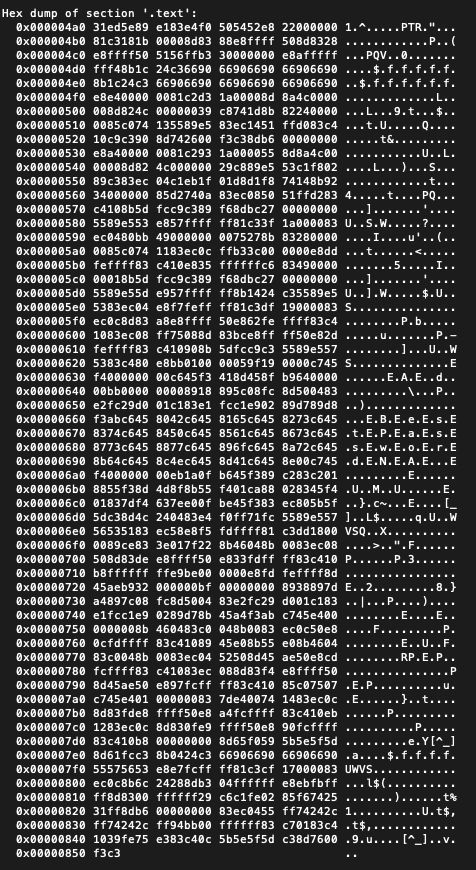 Hex dump of section '.text':
0x000004a0 31ed5e89 e183e4f0 505452e8 22000000 1.^.....PTR."...
0x000004b0 81c3181b 00008d83 88e8ffff 508d8328 ............P..(
0x000004c0 e8ffff50 5156ffb3 30000000 e8afffff ...PQV..0.......
0x000004d0 fff48b1c 24c36690 66906690 66906690 ....$.f.f.f.f.f.
0x000004e0 8b1c24c3 66906690 66906690 66906690 ..$.f.f.f.f.f.f.
0x000004f0 e8e40000 0081c2d3 1a00008d 8a4c0000 .............L..
0x00000500 008d824c 00000039 c8741d8b 82240000 ...L...9.t...$..
0x00000510 0085c074 135589e5 83ec1451 ffd083c4 ...t.U.....Q....
0x00000520 10c9c390 8d742600 f3c38db6 00000000 .....t&.........
0x00000530 e8a40000 0081c293 1a000055 8d8a4c00 ...........U..L.
0x00000540 00008d82 4c000000 29c889e5 53c1f802 ....L...)...S...
0x00000550 89c383ec 04c1eb1f 01d8d1f8 74148b92 ............t...
0x00000560 34000000 85d2740a 83ec0850 51ffd283 4.....t....PQ...
0x00000570 c4108b5d fcc9c389 f68dbc27 00000000 ...].......'....
0x00000580 5589e553 e857ffff ff81c33f 1a000083 U..S.W.....?....
0x00000590 ec0480bb 49000000 0075278b 83280000 ....I....u'..(..
0x000005a0 0085c074 1183ec0c ffb33c00 0000e8dd ...t......<.....
0x000005b0 feffff83 c410e835 ffffffc6 83490000 .......5.....I..
0x000005c0 00018b5d fcc9c389 f68dbc27 00000000 ...].......'....
0x000005d0 5589e55d e957ffff ff8b1424 c35589e5 U..].W.....$.U..
0x000005e0 5383ec04 e8f7feff ff81c3df 19000083 S...............
0x000005f0 ec0c8d83 a8e8ffff 50e862fe ffff83c4 ........P.b.....
0x00000600 1083ec08 ff75088d 83bce8ff ff50e82d .....u.......P.-
0x00000610 feffff83 c410908b 5dfcc9c3 5589e557 ........]...U..W
0x00000620 5383c480 e8bb0100 00059f19 0000c745 S..............E
0x00000630 f4000000 00c645f3 418d458f b9640000 ......E.A.E..d..
0x00000640 00bb0000 00008918 895c08fc 8d500483 .........\...P..
0x00000650 e2fc29d0 01c183e1 fcc1e902 89d789d8 ..).............
0x00000660 f3abc645 8042c645 8165c645 8273c645 ...E.B.E.e.E.s.E
0x00000670 8374c645 8450c645 8561c645 8673c645 .t.E.P.E.a.E.s.E
0x00000680 8773c645 8877c645 896fc645 8a72c645 .s.E.w.E.o.E.r.E
0x00000690 8b64c645 8c4ec645 8d41c645 8e00c745 .d.E.N.E.A.E...E
0x000006a0 f4000000 00eb1a0f b645f389 c283c201 .........E......
0x000006b0 8855f38d 4d8f8b55 f401ca88 028345f4 .U..M..U......E.
0x000006c0 01837df4 637ee00f be45f383 ec805b5f ..}.c~...E....[_
0x000006d0 5dc38d4c 240483e4 f0ff71fc 5589e557 ]..L$.....q.U..W
0x000006e0 56535183 ec58e8f5 fdffff81 c3dd1800 VSQ..X..........
0x000006f0 0089ce83 3e017f22 8b46048b 0083ec08 ....>..".F......
0x00000700 508d83de e8ffff50 e833fdff ff83c410 P......P.3......
0x00000710 b8ffffff ffe9be00 0000e8fd feffff8d ................
0x00000720 45aeb932 000000bf 00000000 8938897d E..2.........8.}
0x00000730 0a4897c08 fc8d5004 83e2fc29 d001c183 ..|...P....)....
0x00000740 e1fcc1e9 0289d78b 45a4f3ab c745e400 ........E....E..
0x00000750 0000008b 460483c0 048b0083 ec0c50e8 ....F.........P.
0x00000760 0cfdffff 83c41089 45e08b55 e08b4604 ........E..U..F.
0x00000770 83c0048b 0083ec04 52508d45 ae50e8cd ........RP.E.P..
0x00000780 fcffff83 c41083ec 088d83f4 e8ffff50 ...............P
0x00000790 8d45ae50 e897fcff ff83c410 85c07507 .E.P..........u.
0x000007a0 c745e401 00000083 7de40074 1483ec0c .E......}..t....
0x000007b0 8d83fde8 ffff50e8 a4fcffff 83c410eb ......P.........
0x000007c0 1283ec0c 8d830fe9 ffff50e8 90fcffff ..........P.....
0x000007d0 83c410b8 00000000 8d65f059 5b5e5f5d .........e.Y[^_]
0x000007e0 8d61fcc3 8b0424c3 66906690 66906690 .a....$.f.f.f.f.
0x000007f0 55575653 e8e7fcff ff81c3cf 17000083 UWVS............
0x00000800 ec0c8b6c 24288db3 04ffffff e8ebfbff ...l$(..........
0x00000810 ff8d8300 ffffff29 c6c1fe02 85f67425 .......)......t%
0x00000820 31ff8db6 00000000 83ec0455 ff74242c 1..........U.t$,
0x00000830 ff74242c ff94bb00 ffffff83 c70183c4 .t$,............
0x00000840 1039fe75 e383c40c 5b5e5f5d c38d7600 .9.u....[^_]..v.
0x00000850 f3c3 ..